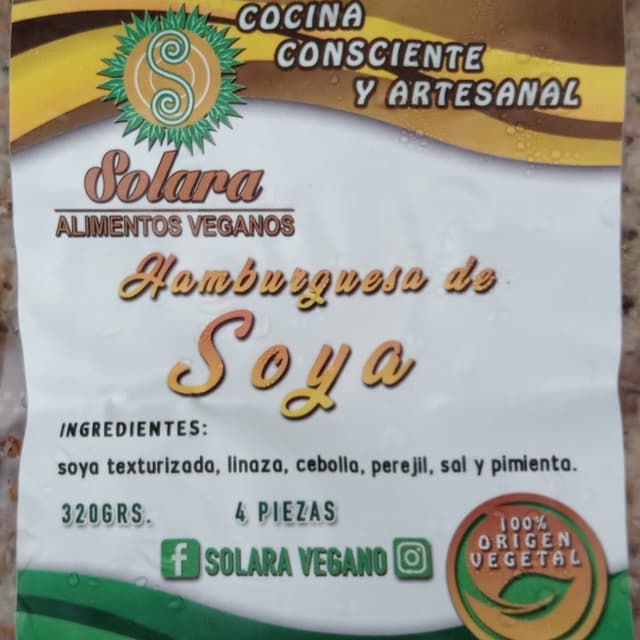 COCINA
CONSCIENTE
Y ARTESANAL
S
Solara
ALIMENTOS VEGANOS
Hamburguesa de
Soya
INGREDIENTES:
soya texturizada, linaza, cebolla, perejil, sal y pimienta.
320GRS. 4 PIEZAS
f SOLARA VEGANO
100%
ORIGEN
VEGETAL